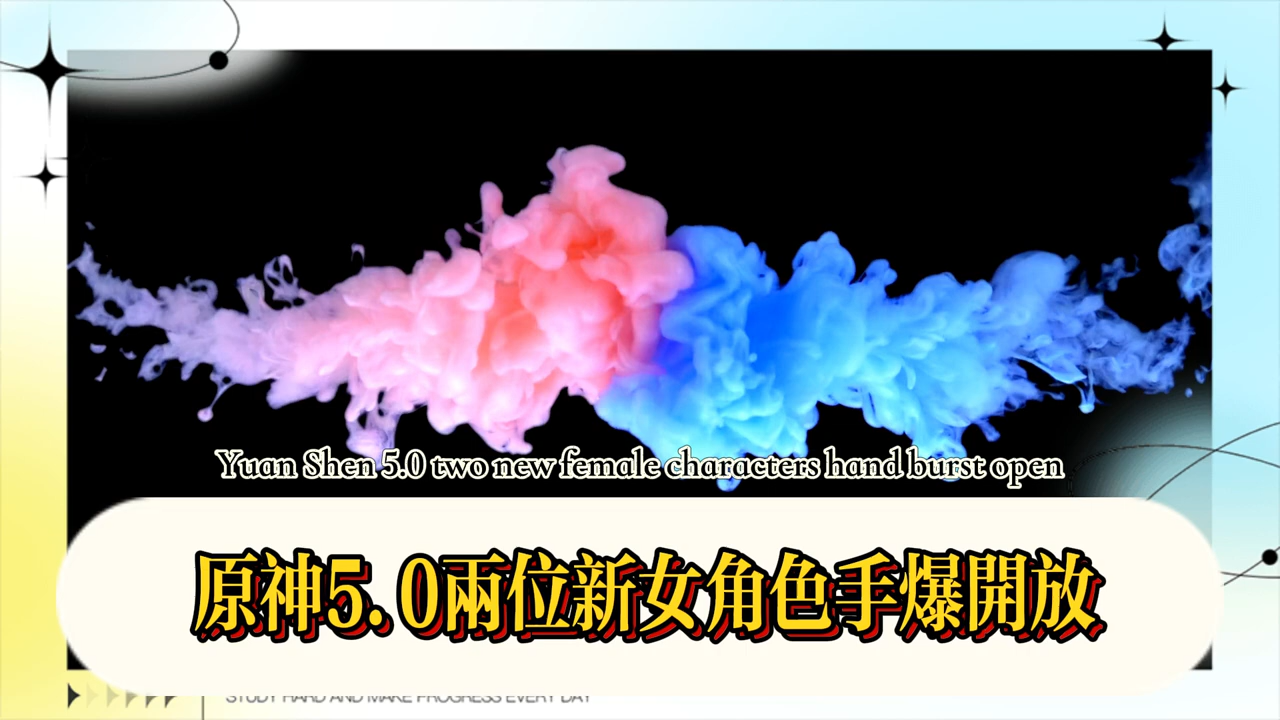 Yuan Shen 5.0 two new female characters hand burst open
原神5.0兩位新女角色手爆開放
STUDY HARD AND MAKE PROGRESS EVERY DAY